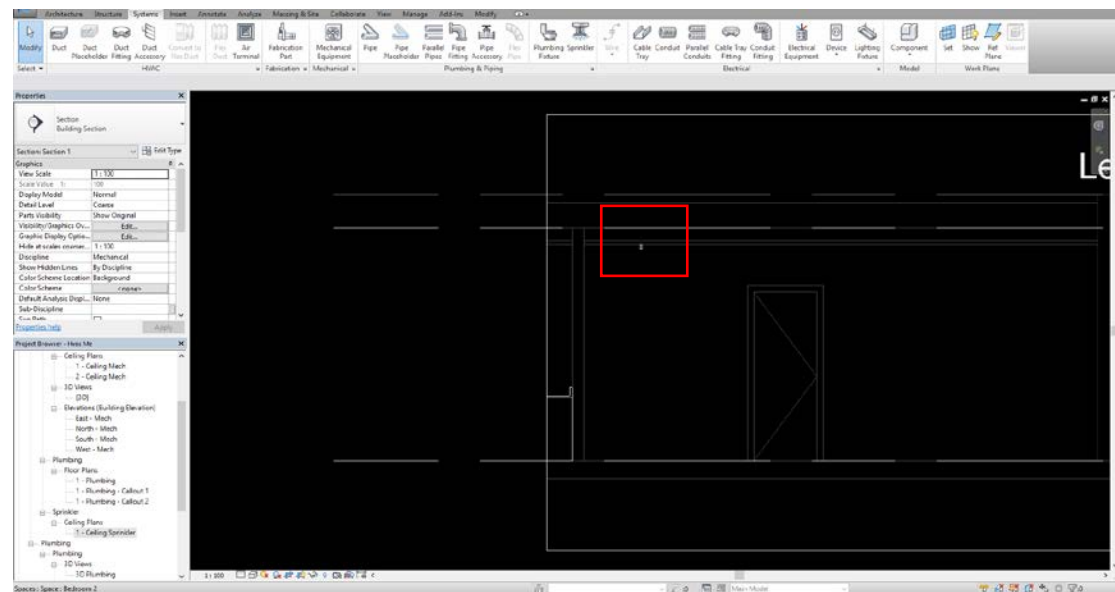 Architecture Structure Systems Insert Annotate Analyze Massing & Site Collaborate View Manage Add-Ins Modify
Modify Duct Duct Placeholder Duct Fitting Duct Accessory Convert to Flex Duct Flex Duct Air Terminal Fabrication Part Mechanical Equipment Pipe Pipe Placeholder Parallel Pipes Pipe Fitting Pipe Accessory Flex Pipe Plumbing Fixture Sprinkler Wire Cable Tray Conduit Parallel Conduits Cable Tray Fitting Conduit Fitting Electrical Equipment Device Lighting Fixture Component Set Show Ref Plane Viewer
Select HVAC Fabrication Mechanical Plumbing & Piping Electrical Model Work Plane
Properties
Section
Building Section
Section: Section 1 Edit Type
Graphics
View Scale 1 : 100
Scale Value 1: 100
Display Model Normal
Detail Level Coarse
Parts Visibility Show Original
Visibility/Graphics Ov... Edit...
Graphic Display Optio... Edit...
Hide at scales coarser... 1 : 100
Discipline Mechanical
Show Hidden Lines By Discipline
Color Scheme Location Background
Color Scheme <none>
Default Analysis Displ... None
Sub-Discipline
Sun Path
Properties help Apply
Le
Project Browser - Hess Me
Ceiling Plans
1 - Ceiling Mech
2 - Ceiling Mech
3D Views
{3D}
Elevations (Building Elevation)
East - Mech
North - Mech
South - Mech
West - Mech
Plumbing
Floor Plans
1 - Plumbing
1 - Plumbing - Callout 1
1 - Plumbing - Callout 2
Sprinkler
Ceiling Plans
1 - Ceiling Sprinkler
Plumbing
Plumbing
3D Views
3D Plumbing
1 : 100
Spaces : Space : Bedroom 2 :0 Main Model :0